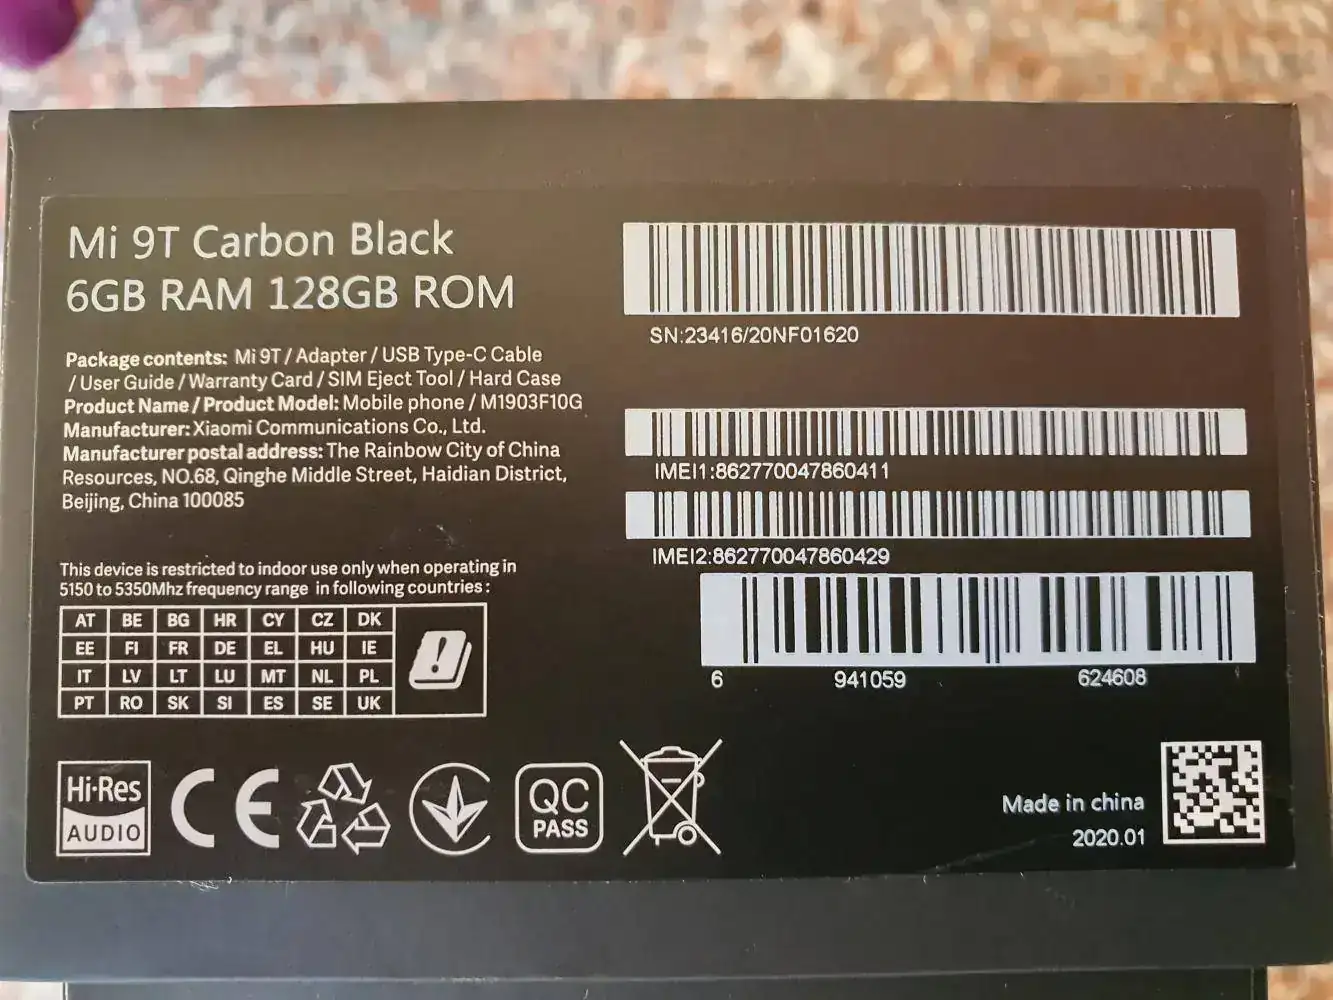 Mi 9T Carbon Black
6GB RAM 128GB ROM
Package contents: Mi 9T / Adapter / USB Type-C Cable
/ User Guide / Warranty Card / SIM Eject Tool / Hard Case
Product Name / Product Model: Mobile phone / M1903F10G
Manufacturer: Xiaomi Communications Co., Ltd.
Manufacturer postal address: The Rainbow City of China
Resources, NO.68, Qinghe Middle Street, Haidian District,
Beijing, China 100085
This device is restricted to indoor use only when operating in
5150 to 5350Mhz frequency range in following countries:
AT BE BG HR CY CZ DK
EE FI FR DE EL HU IE
IT LV LT LU MT NL PL
PT RO SK SI ES SE UK
Hi-Res
AUDIO
CE
QC
PASS
SN:23416/20NF01620
IMEI1:862770047860411
IMEI2:862770047860429
6 941059 624608
Made in china
2020.01